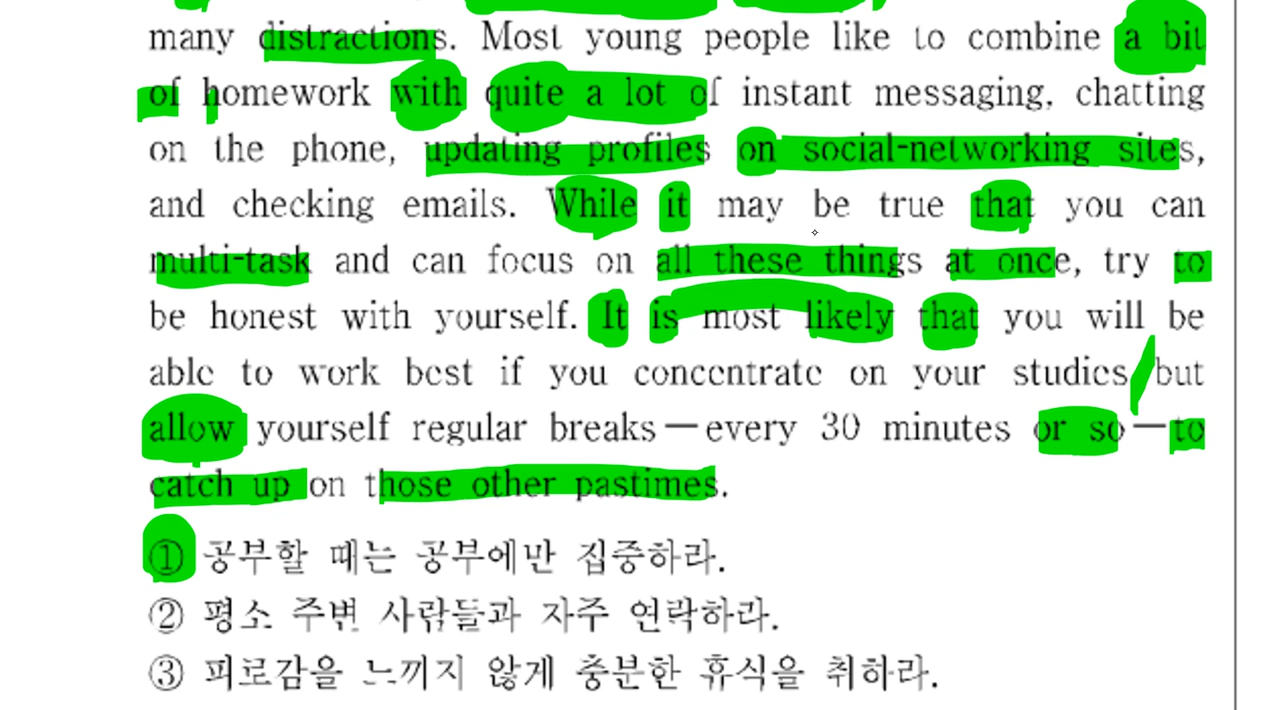 many distractions. Most young people like to combine a bit
of homework with quite a lot of instant messaging, chatting
on the phone, updating profiles on social-networking sites,
and checking emails. While it may be true that you can
multi-task and can focus on all these things at once, try to
be honest with yourself. It is most likely that you will be
able to work best if you concentrate on your studies but
allow yourself regular breaks—every 30 minutes or so—to
catch up on those other pastimes.
① 공부할 때는 공부에만 집중하라.
② 평소 주변 사람들과 자주 연락하라.
③ 피로감을 느끼지 않게 충분한 휴식을 취하라.